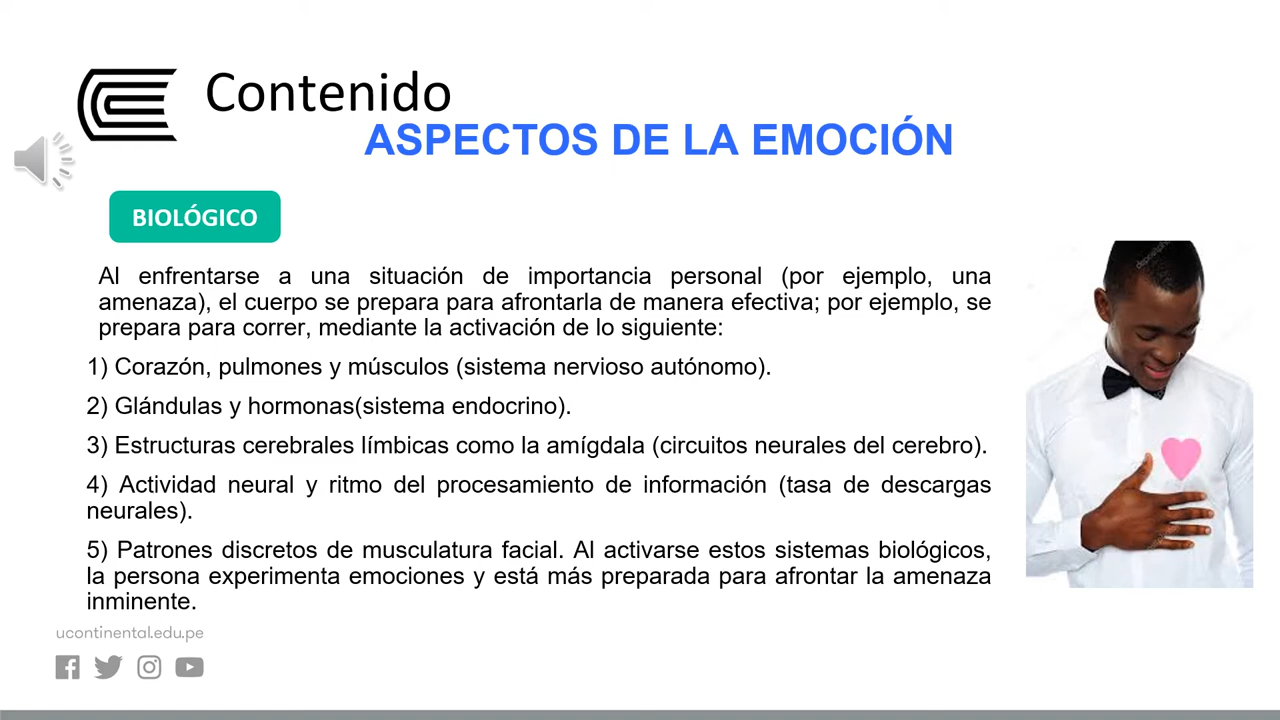 Contenido
ASPECTOS DE LA EMOCIÓN
BIOLÓGICO
Al enfrentarse a una situación de importancia personal (por ejemplo, una
amenaza), el cuerpo se prepara para afrontarla de manera efectiva; por ejemplo, se
prepara para correr, mediante la activación de lo siguiente:
1) Corazón, pulmones y músculos (sistema nervioso autónomo).
2) Glándulas y hormonas(sistema endocrino).
3) Estructuras cerebrales límbicas como la amígdala (circuitos neurales del cerebro).
4) Actividad neural y ritmo del procesamiento de información (tasa de descargas
neurales).
5) Patrones discretos de musculatura facial. Al activarse estos sistemas biológicos,
la persona experimenta emociones y está más preparada para afrontar la amenaza
inminente.
ucontinental.edu.pe